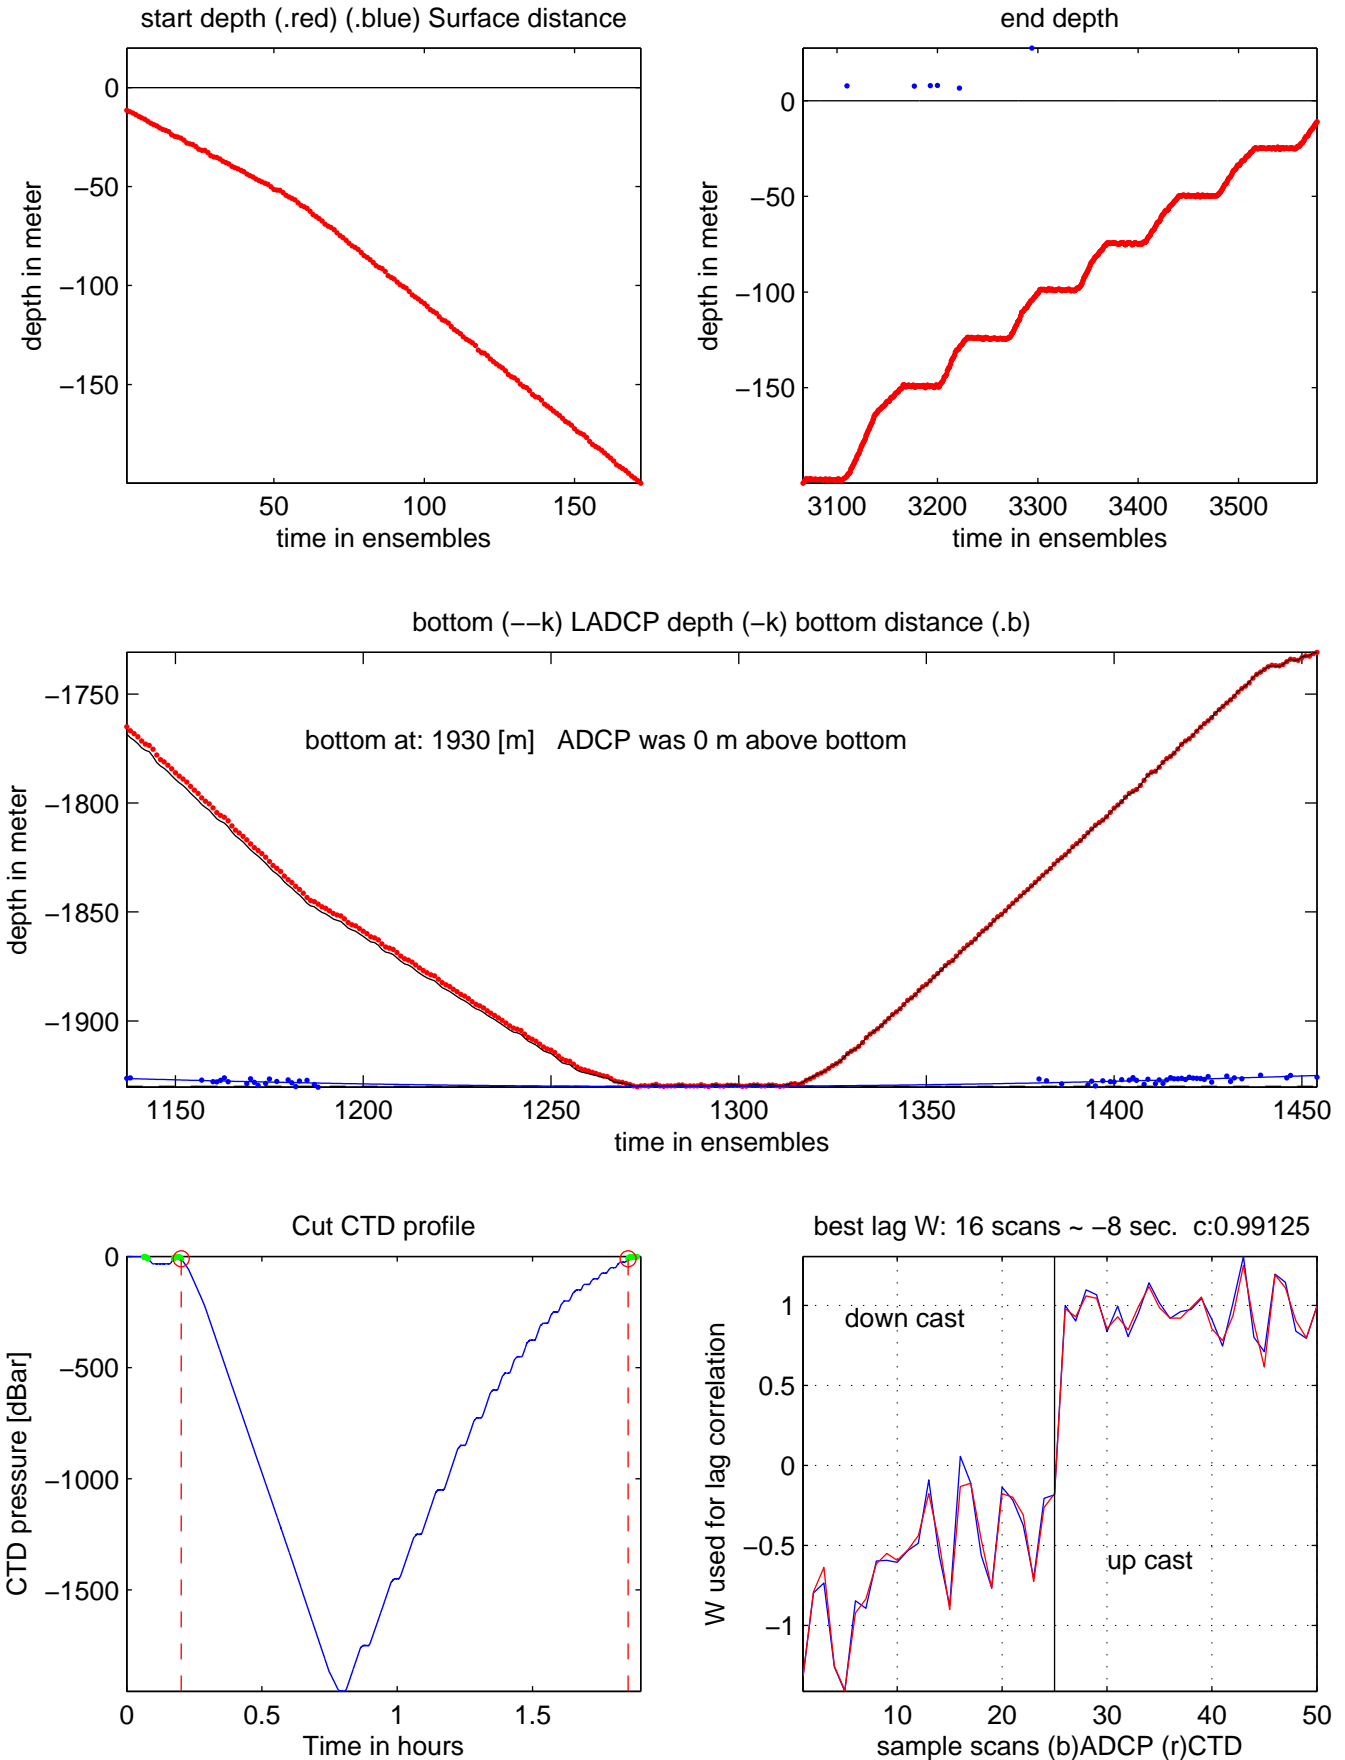 start depth (.red) (.blue) Surface distance
0
−50
−100
−150
depth in meter
50
100
150
time in ensembles
end depth
0
−50
−100
−150
depth in meter
3100
3200
3300
3400
3500
time in ensembles
bottom (−−k) LADCP depth (−k) bottom distance (.b)
−1750
−1800
−1850
−1900
depth in meter
bottom at: 1930 [m]   ADCP was 0 m above bottom
1150
1200
1250
1300
1350
1400
1450
time in ensembles
Cut CTD profile
0
−500
−1000
−1500
CTD pressure [dBar]
0
0.5
1
1.5
Time in hours
best lag W: 16 scans ~ −8 sec.  c:0.99125
1
0.5
0
−0.5
−1
W used for lag correlation
down cast
up cast
10
20
30
40
50
sample scans (b)ADCP (r)CTD